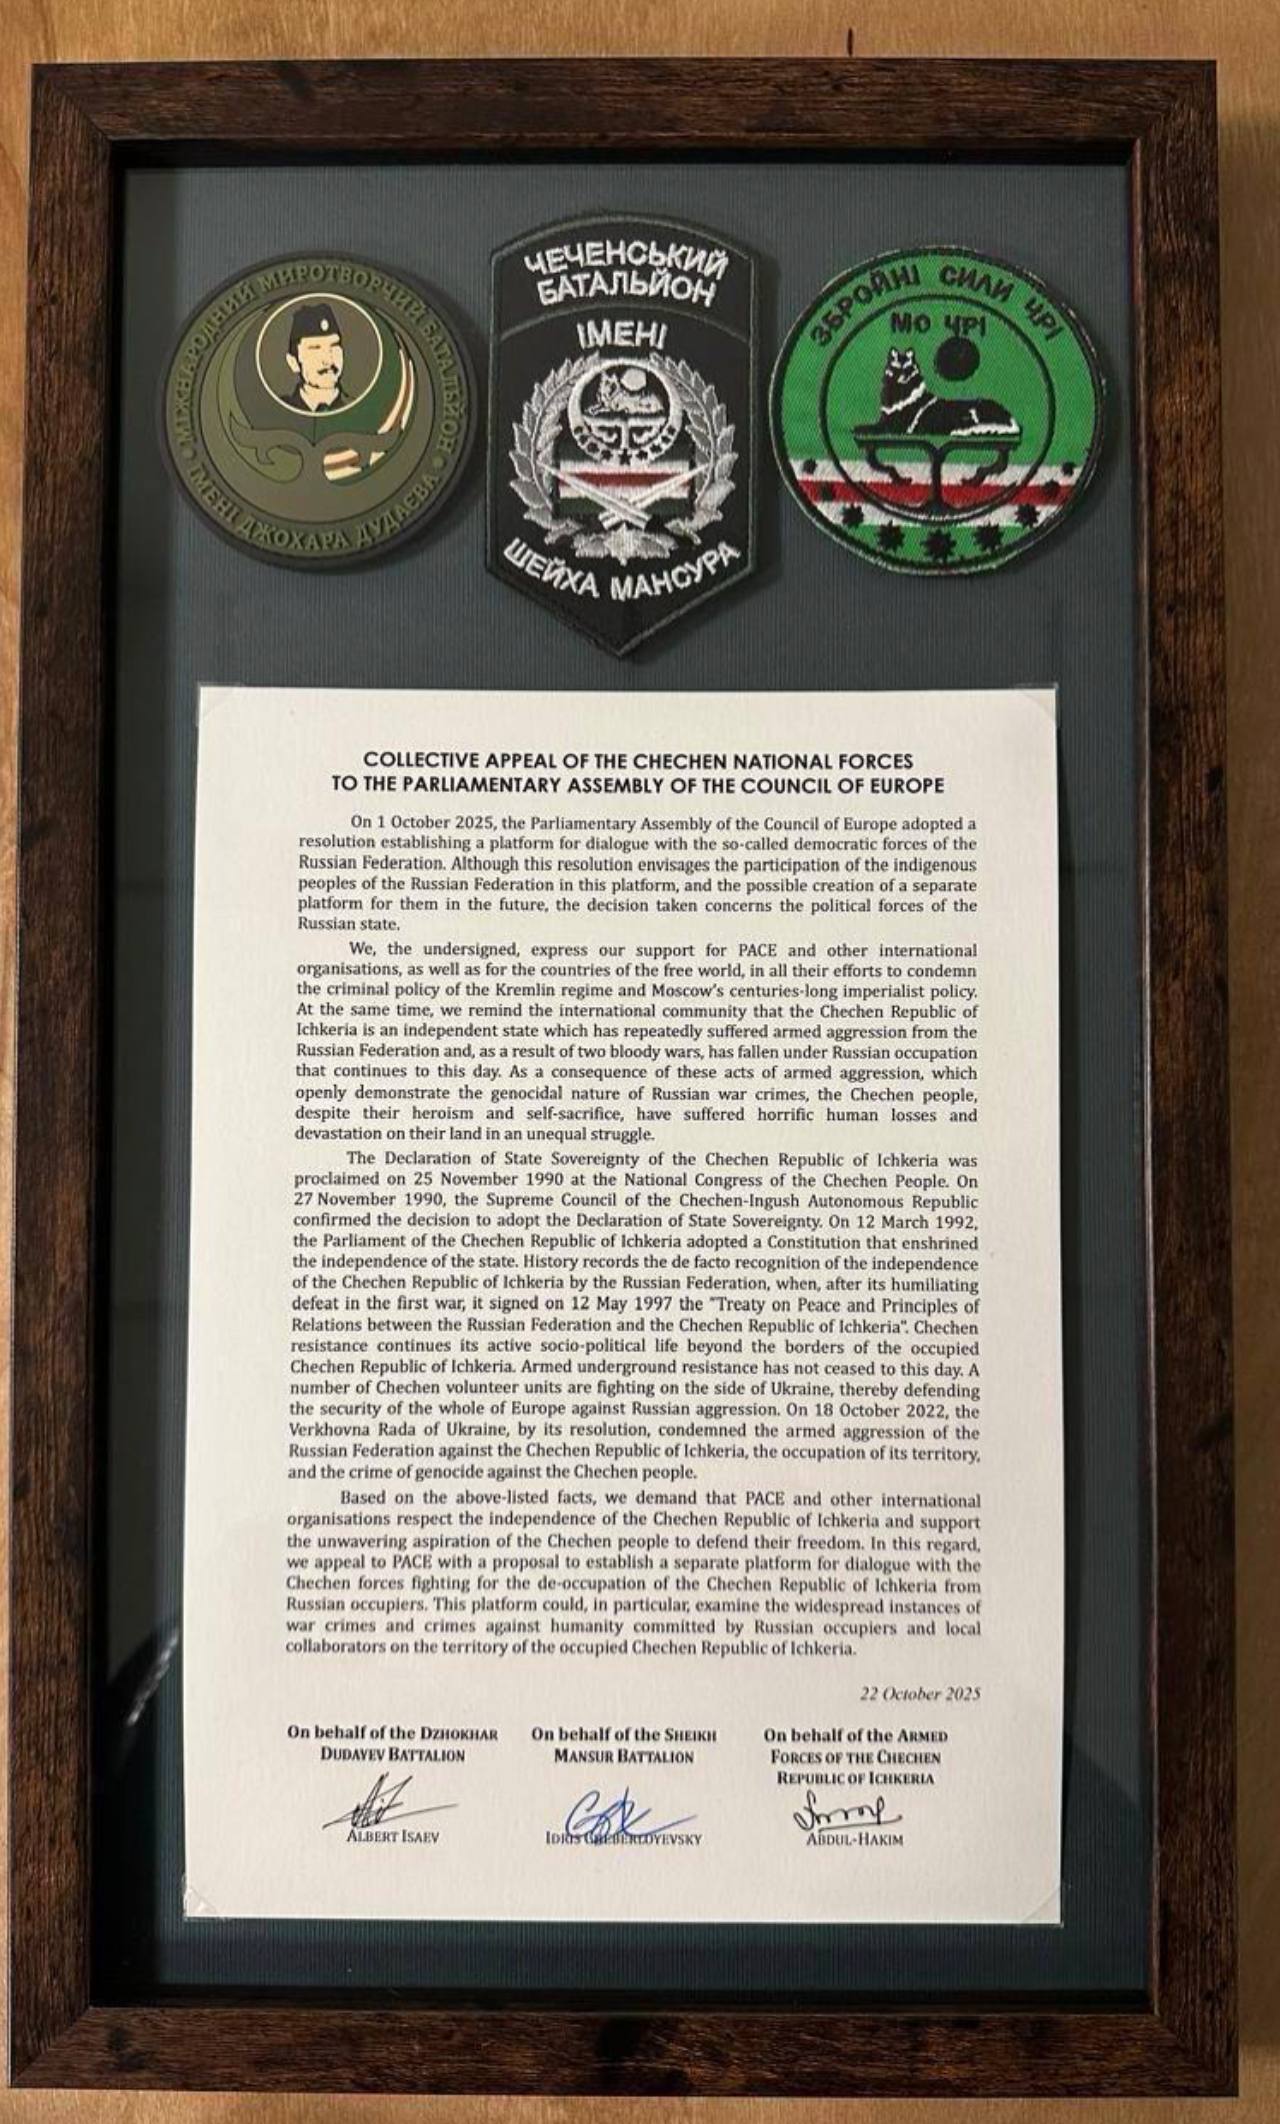 МІЖНАРОДНИЙ МИРОТВОРЧИЙ БАТАЛЬЙОН
ІМЕНІ ДЖОХАРА ДУДАЄВА
ЧЕЧЕНСЬКИЙ
БАТАЛЬЙОН
ІМЕНІ
ШЕЙХА МАНСУРА
ЗБРОЙНІ СИЛИ ЧРІ
МО ЧРІ
COLLECTIVE APPEAL OF THE CHECHEN NATIONAL FORCES
TO THE PARLIAMENTARY ASSEMBLY OF THE COUNCIL OF EUROPE
On 1 October 2025, the Parliamentary Assembly of the Council of Europe adopted a
resolution establishing a platform for dialogue with the so-called democratic forces of the
Russian Federation. Although this resolution envisages the participation of the indigenous
peoples of the Russian Federation in this platform, and the possible creation of a separate
platform for them in the future, the decision taken concerns the political forces of the
Russian state.
We, the undersigned, express our support for PACE and other international
organisations, as well as for the countries of the free world, in all their efforts to condemn
the criminal policy of the Kremlin regime and Moscow's centuries-long imperialist policy.
At the same time, we remind the international community that the Chechen Republic of
Ichkeria is an independent state which has repeatedly suffered armed aggression from the
Russian Federation and, as a result of two bloody wars, has fallen under Russian occupation
that continues to this day. As a consequence of these acts of armed aggression, which
openly demonstrate the genocidal nature of Russian war crimes, the Chechen people,
despite their heroism and self-sacrifice, have suffered horrific human losses and
devastation on their land in an unequal struggle.
The Declaration of State Sovereignty of the Chechen Republic of Ichkeria was
proclaimed on 25 November 1990 at the National Congress of the Chechen People. On
27 November 1990, the Supreme Council of the Chechen-Ingush Autonomous Republic
confirmed the decision to adopt the Declaration of State Sovereignty. On 12 March 1992,
the Parliament of the Chechen Republic of Ichkeria adopted a Constitution that enshrined
the independence of the state. History records the de facto recognition of the independence
of the Chechen Republic of Ichkeria by the Russian Federation, when, after its humiliating
defeat in the first war, it signed on 12 May 1997 the "Treaty on Peace and Principles of
Relations between the Russian Federation and the Chechen Republic of Ichkeria". Chechen
resistance continues its active socio-political life beyond the borders of the occupied
Chechen Republic of Ichkeria. Armed underground resistance has not ceased to this day. A
number of Chechen volunteer units are fighting on the side of Ukraine, thereby defending
the security of the whole of Europe against Russian aggression. On 18 October 2022, the
Verkhovna Rada of Ukraine, by its resolution, condemned the armed aggression of the
Russian Federation against the Chechen Republic of Ichkeria, the occupation of its territory,
and the crime of genocide against the Chechen people.
Based on the above-listed facts, we demand that PACE and other international
organisations respect the independence of the Chechen Republic of Ichkeria and support
the unwavering aspiration of the Chechen people to defend their freedom. In this regard,
we appeal to PACE with a proposal to establish a separate platform for dialogue with the
Chechen forces fighting for the de-occupation of the Chechen Republic of Ichkeria from
Russian occupiers. This platform could, in particular, examine the widespread instances of
war crimes and crimes against humanity committed by Russian occupiers and local
collaborators on the territory of the occupied Chechen Republic of Ichkeria.
22 October 2025
On behalf of the DZHOKHAR
DUDAYEV BATTALION
ALBERT ISAEV
On behalf of the SHEIKH
MANSUR BATTALION
IDRIS
On behalf of the ARMED
FORCES OF THE CHECHEN
REPUBLIC OF ICHKERIA
ABDUL-HAKIM